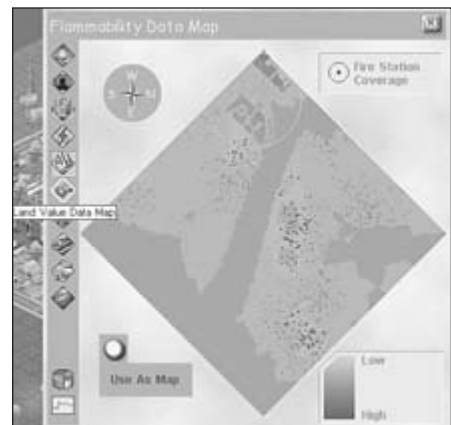 Flammability Data Map
Fire Station
Coverage
W
S
N
E
Land Value Data Map
Use As Map
Low
High